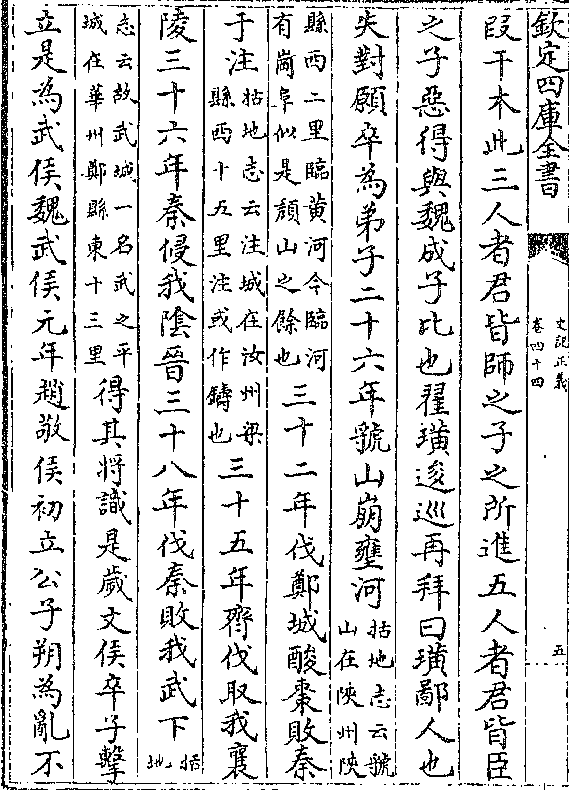 欽定四庫全書
史記正義
卷四十四
五
段干木此三人者君皆師之子之所進五人者君皆臣
之子惡得與魏成子比也翟璜逡巡再拜曰璜鄙人也
失對願卒為弟子二十六年虢山崩壅河括地志云虢山在陜州陜
縣西二里臨黄河今臨河有岡阜似是頹山之餘也三十二年伐鄭城酸棗敗秦
于注括地志云注城在汝州梁縣西十五里注或作鑄也三十五年齊伐取我襄
陵三十六年秦侵我陰晉三十八年伐秦敗我武下括地
志云故武城一名武之平城在華州鄭縣東十三里得其將識是歲文侯卒子擊
立是為武侯魏武侯元年趙敬侯初立公子朔為亂不